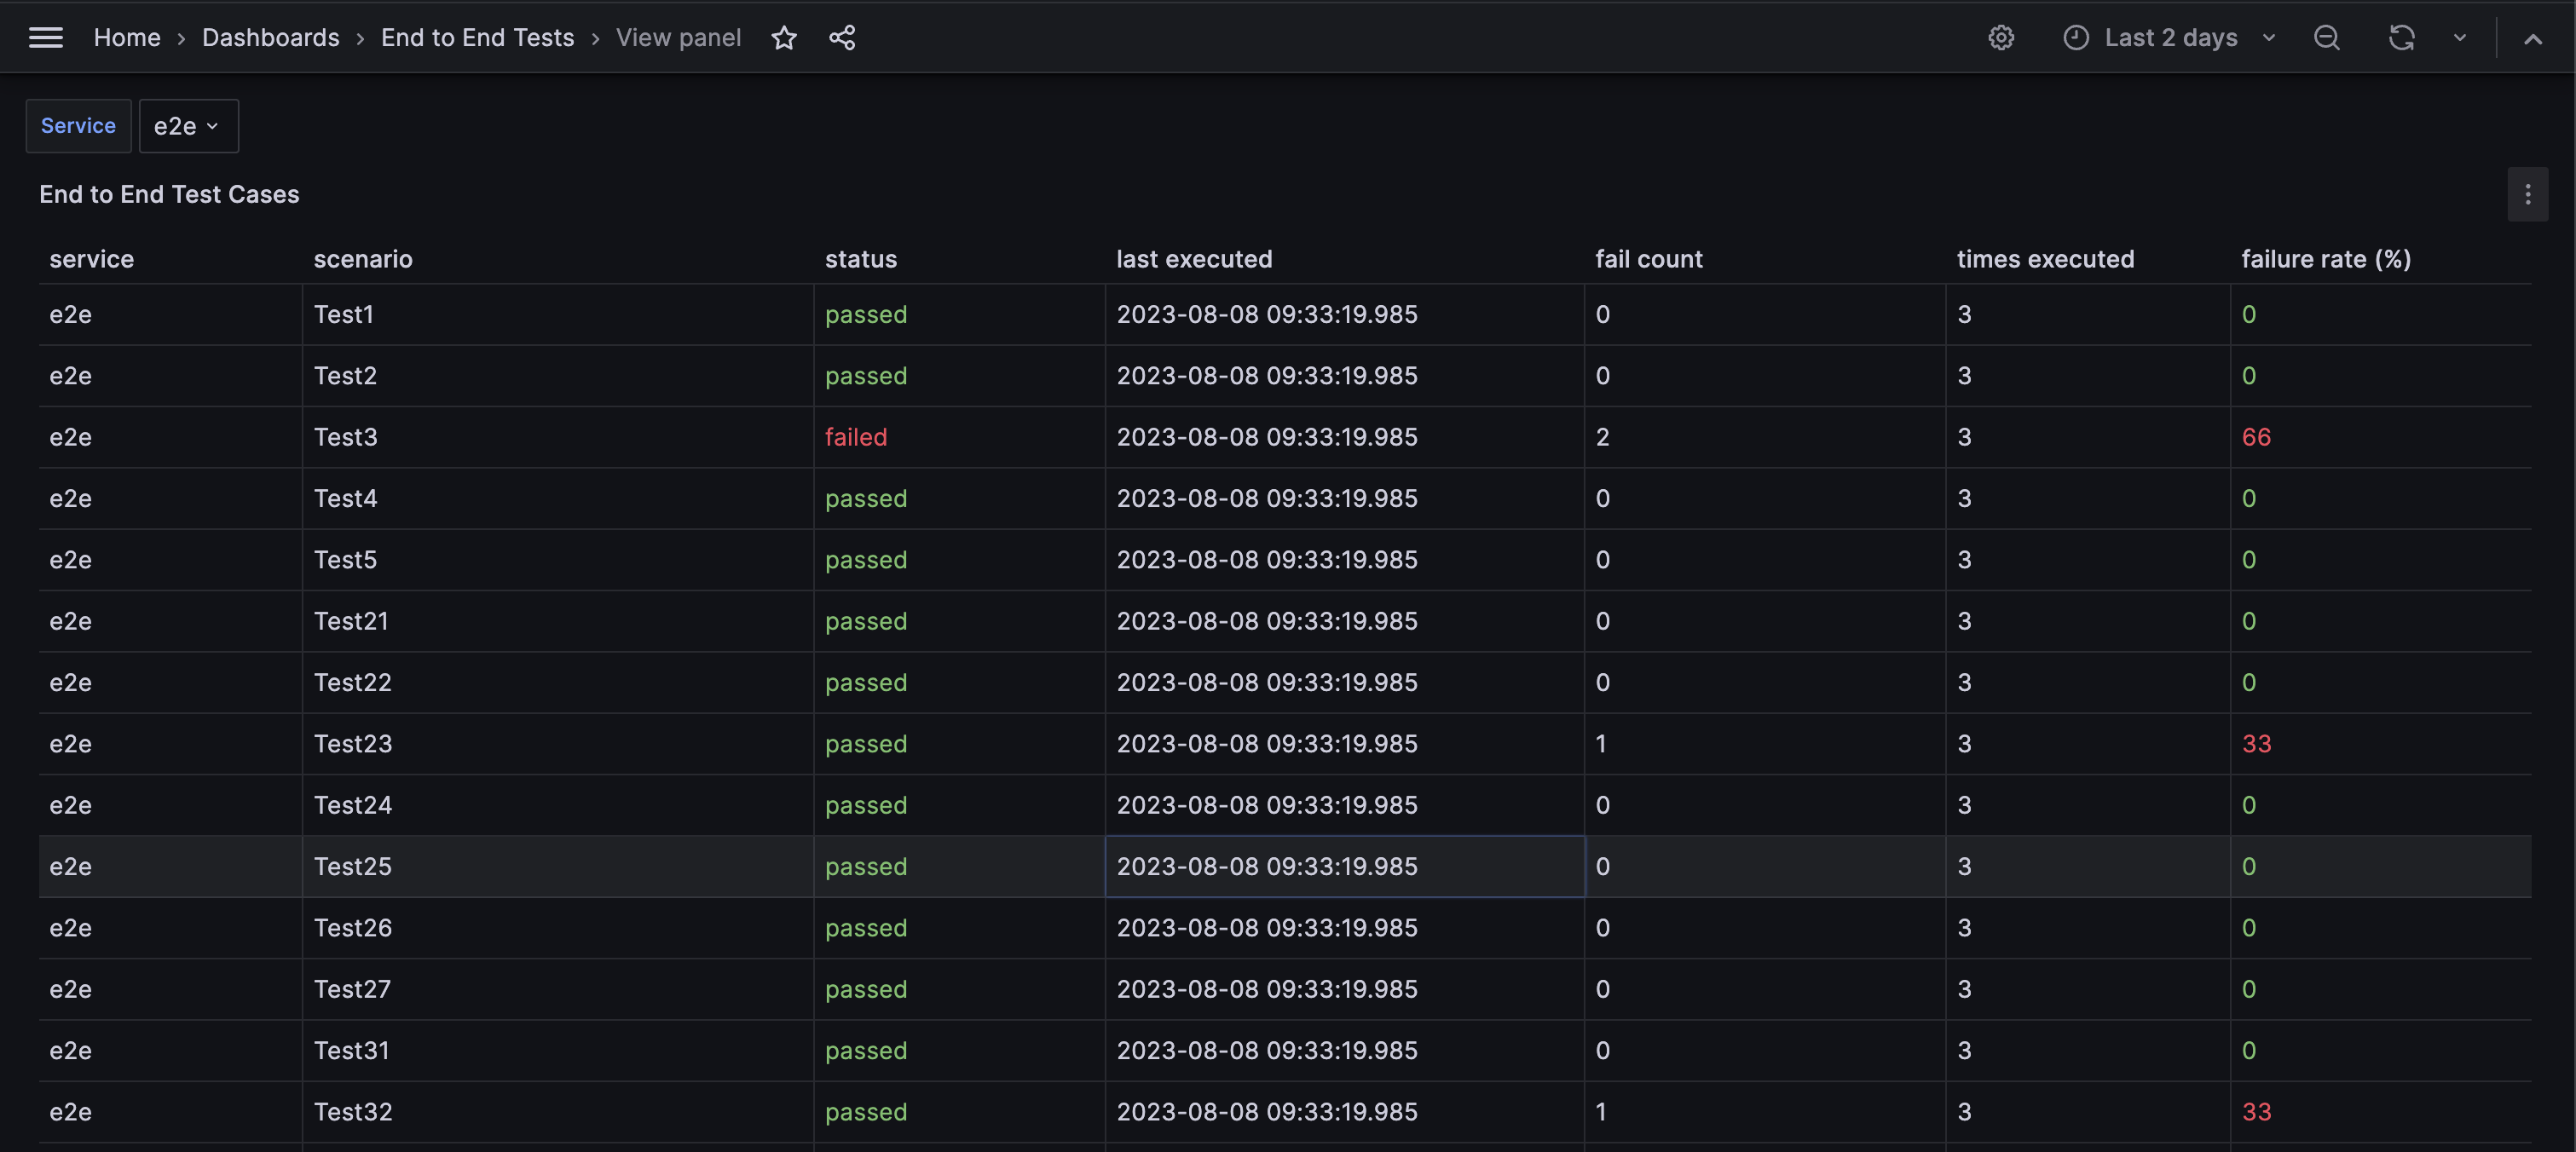 Home > Dashboards > End to End Tests > View panel Last 2 days
Service e2e
End to End Test Cases
service scenario status last executed fail count times executed failure rate (%)
e2e Test1 passed 2023-08-08 09:33:19.985 0 3 0
e2e Test2 passed 2023-08-08 09:33:19.985 0 3 0
e2e Test3 failed 2023-08-08 09:33:19.985 2 3 66
e2e Test4 passed 2023-08-08 09:33:19.985 0 3 0
e2e Test5 passed 2023-08-08 09:33:19.985 0 3 0
e2e Test21 passed 2023-08-08 09:33:19.985 0 3 0
e2e Test22 passed 2023-08-08 09:33:19.985 0 3 0
e2e Test23 passed 2023-08-08 09:33:19.985 1 3 33
e2e Test24 passed 2023-08-08 09:33:19.985 0 3 0
e2e Test25 passed 2023-08-08 09:33:19.985 0 3 0
e2e Test26 passed 2023-08-08 09:33:19.985 0 3 0
e2e Test27 passed 2023-08-08 09:33:19.985 0 3 0
e2e Test31 passed 2023-08-08 09:33:19.985 0 3 0
e2e Test32 passed 2023-08-08 09:33:19.985 1 3 33